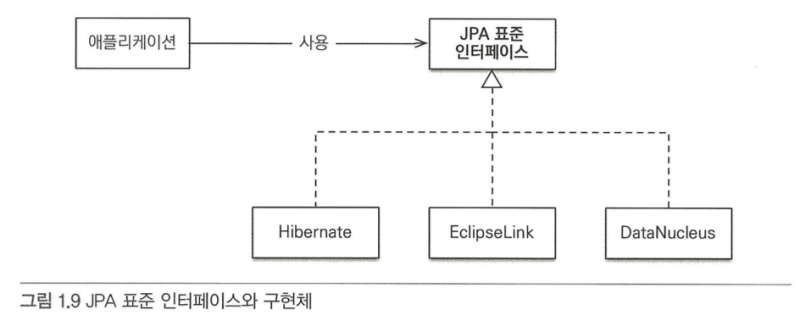 애플리케이션
사용
JPA 표준
인터페이스
Hibernate
EclipseLink
DataNucleus
그림 1.9 JPA 표준 인터페이스와 구현체